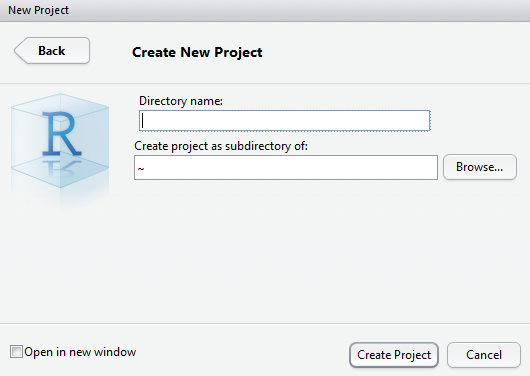 New Project
Back
Create New Project
R
Directory name:
Create project as subdirectory of:
~
Browse...
Open in new window
Create Project
Cancel